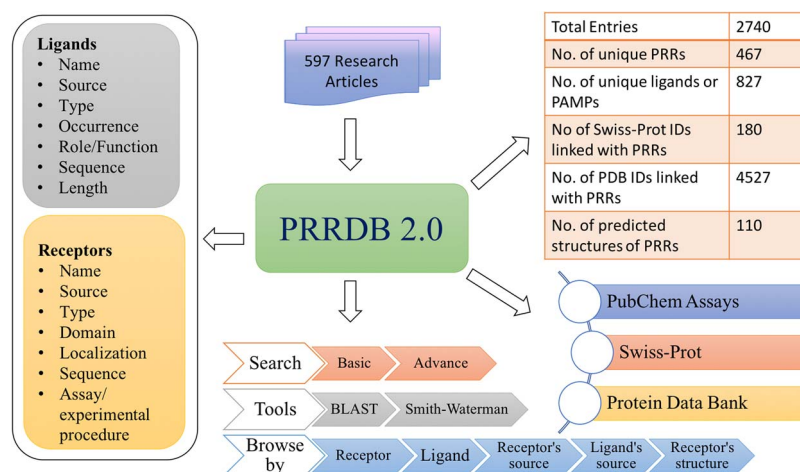 Ligands
• Name
• Source
• Type
• Occurrence
• Role/Function
• Sequence
• Length
Receptors
• Name
• Source
• Type
• Domain
• Localization
• Sequence
• Assay/
experimental
procedure
597 Research
Articles
PRRDB 2.0
Total Entries 2740
No. of unique PRRs 467
No. of unique ligands or 827
PAMPs
No of Swiss-Prot IDs 180
linked with PRRs
No. of PDB IDs linked 4527
with PRRs
No. of predicted 110
structures of PRRs
PubChem Assays
Swiss-Prot
Protein Data Bank
Search Basic Advance
Tools BLAST Smith-Waterman
Browse Receptor Ligand Receptor's Ligand's Receptor's
by source source structure